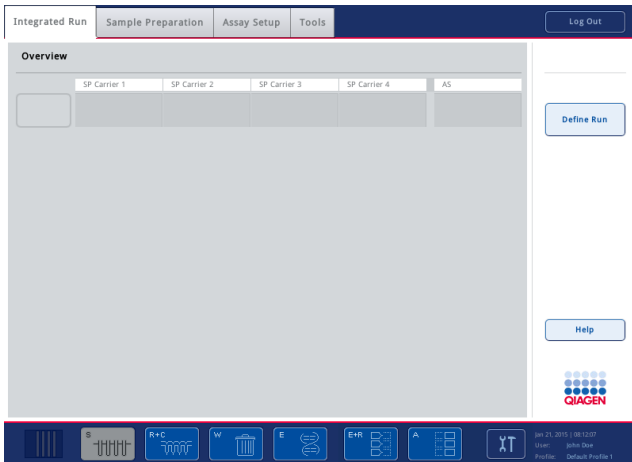 Integrated Run Sample Preparation Assay Setup Tools Log Out
Overview
SP Carrier 1 SP Carrier 2 SP Carrier 3 SP Carrier 4 AS
Define Run
Help
QIAGEN
S R+C W E E+R A
Jan 21, 2015 | 08:12:07
User: John Doe
Profile: Default Profile 1